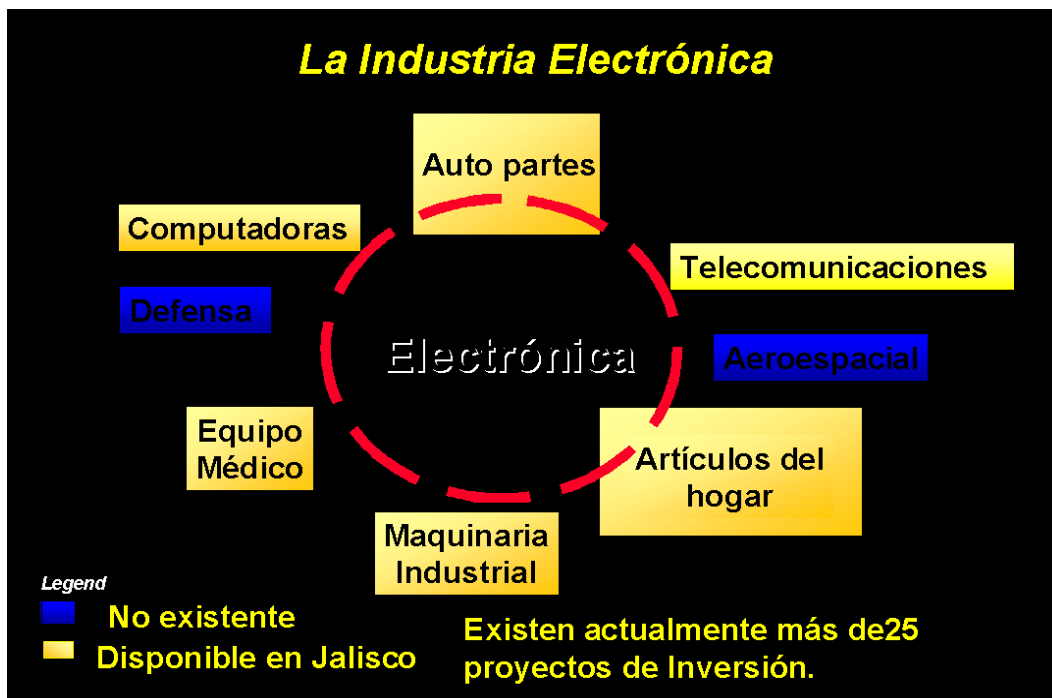 La Industria Electrónica
Auto partes
Computadoras
Telecomunicaciones
Defensa
Electrónica
Aeroespacial
Equipo
Médico
Artículos del
hogar
Maquinaria
Industrial
Legend
No existente
Disponible en Jalisco
Existen actualmente más de25
proyectos de Inversión.